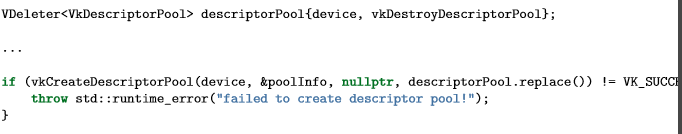 VDeleter<VkDescriptorPool> descriptorPool{device, vkDestroyDescriptorPool};
...
if (vkCreateDescriptorPool(device, &poolInfo, nullptr, descriptorPool.replace()) != VK_SUCC
throw std::runtime_error("failed to create descriptor pool!");
}